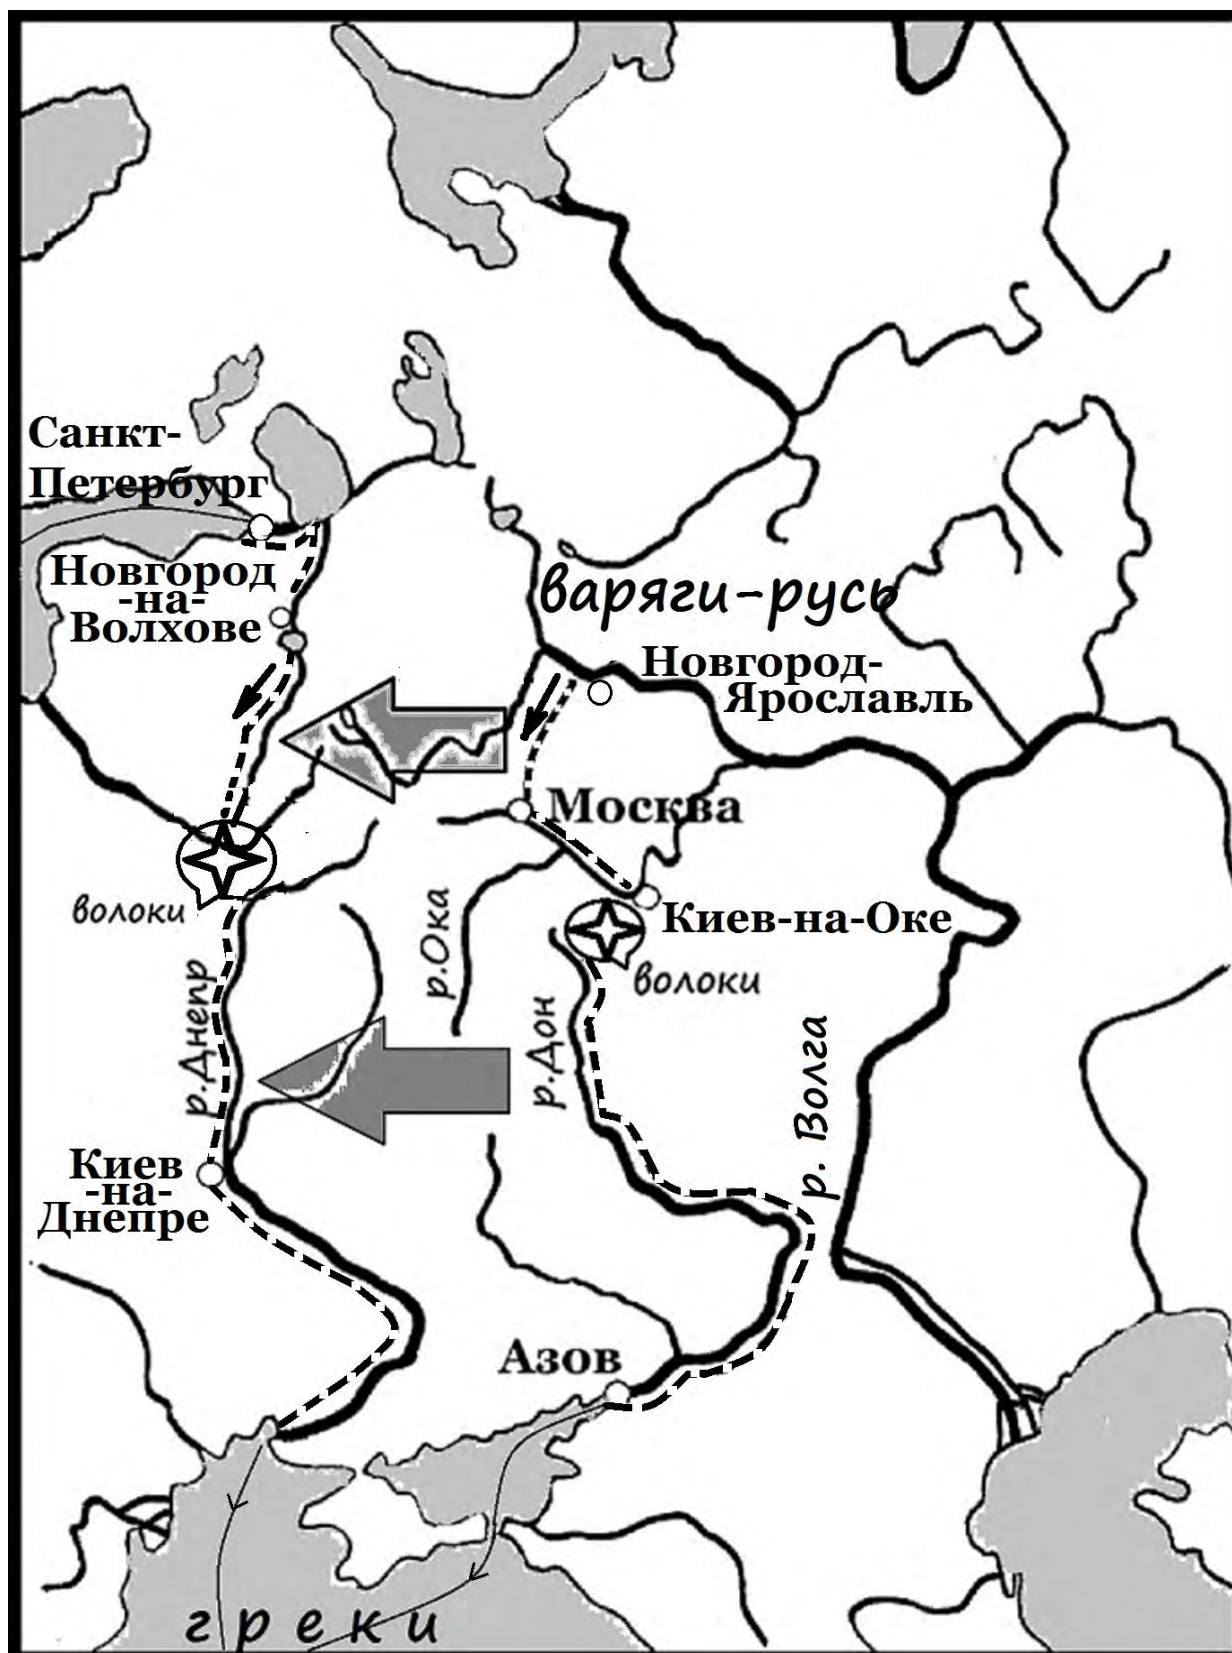 Санкт-
Петербург
Новгород
-на-
Волхове
варяги-русь
Новгород-
Ярославль
Москва
волоки
р.Ока
Киев-на-Оке
волоки
р.Днепр
р.Дон
р. Волга
Киев
-на-
Днепре
Азов
греки